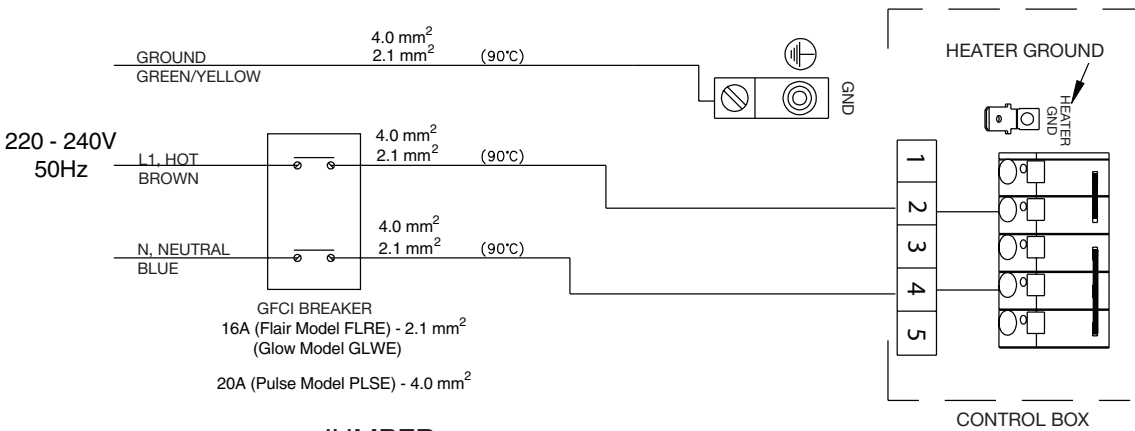 4.0 mm²
2.1 mm²
(90°C)
GROUND
GREEN/YELLOW
GND
HEATER GROUND
HEATER
GND
220 - 240V
50Hz
L1, HOT
BROWN
4.0 mm²
2.1 mm²
(90°C)
N, NEUTRAL
BLUE
4.0 mm²
2.1 mm²
(90°C)
1
2
3
4
5
GFCI BREAKER
16A (Flair Model FLRE) - 2.1 mm²
(Glow Model GLWE)
20A (Pulse Model PLSE) - 4.0 mm²
CONTROL BOX